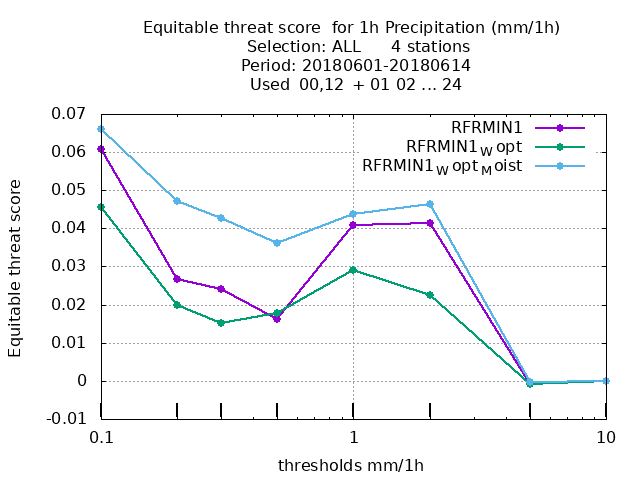 Equitable threat score  for 1h Precipitation (mm/1h)
Selection: ALL      4 stations
Period: 20180601-20180614
Used  00,12  + 01 02 ... 24
RFRMIN1
RFRMIN1_W opt
RFRMIN1_W opt_M oist
0.07
0.06
0.05
0.04
0.03
0.02
0.01
0
-0.01
Equitable threat score
0.1 1 10
thresholds mm/1h